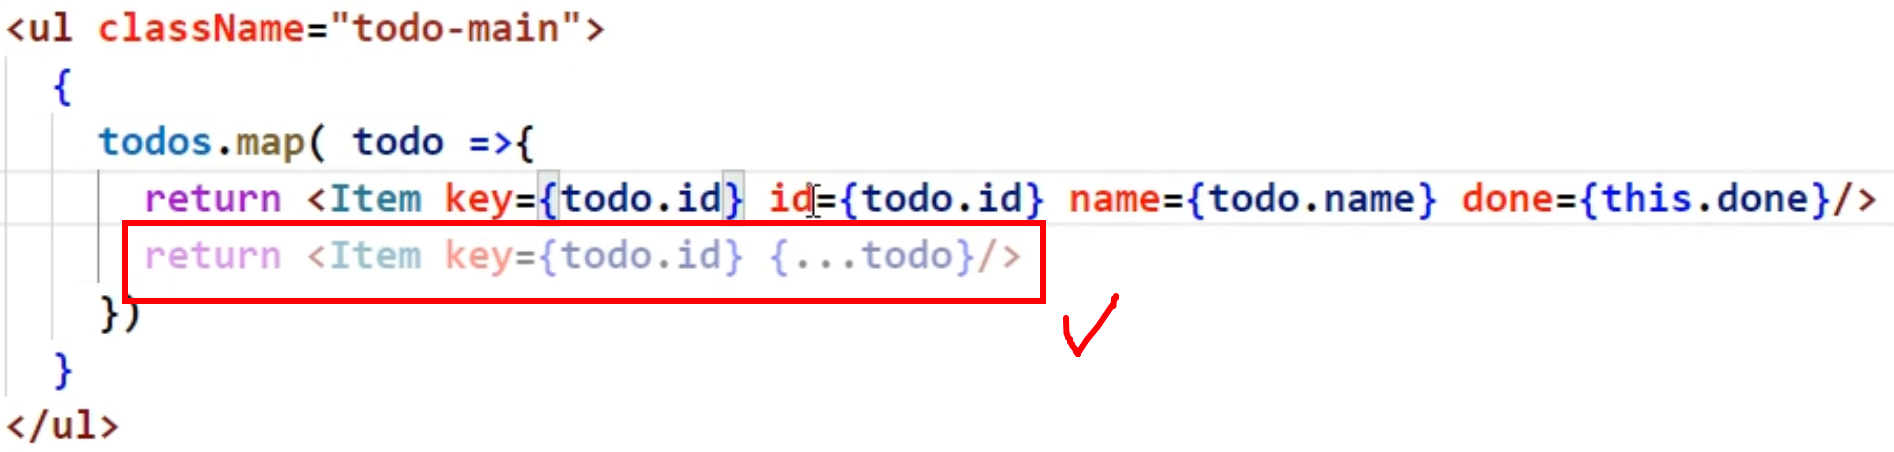 <ul className="todo-main">
{
todos.map( todo =>{
return <Item key={todo.id} id={todo.id} name={todo.name} done={this.done}/>
return <Item key={todo.id} {...todo}/>
})
}
</ul>